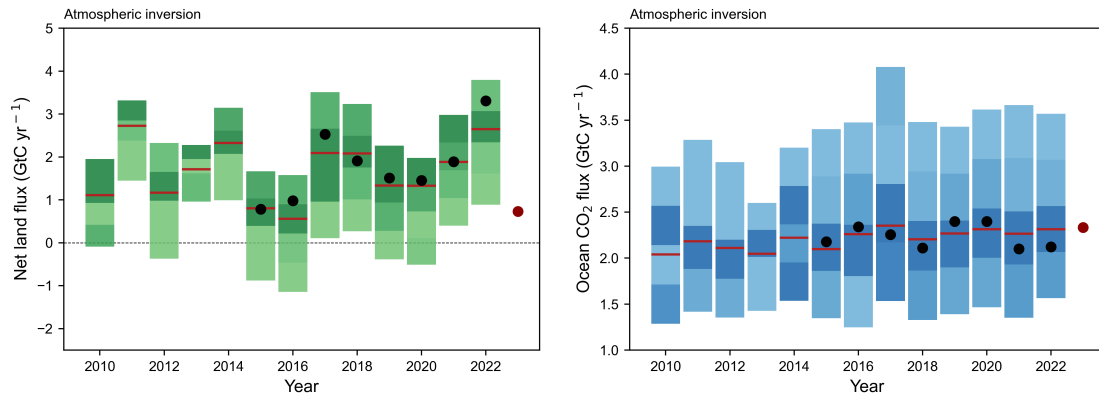 Atmospheric inversion
5
4
3
2
1
0
−1
−2
Net land flux (GtC yr−1)
2010 2012 2014 2016 2018 2020 2022
Year
Atmospheric inversion
4.5
4.0
3.5
3.0
2.5
2.0
1.5
1.0
Ocean CO2 flux (GtC yr−1)
2010 2012 2014 2016 2018 2020 2022
Year